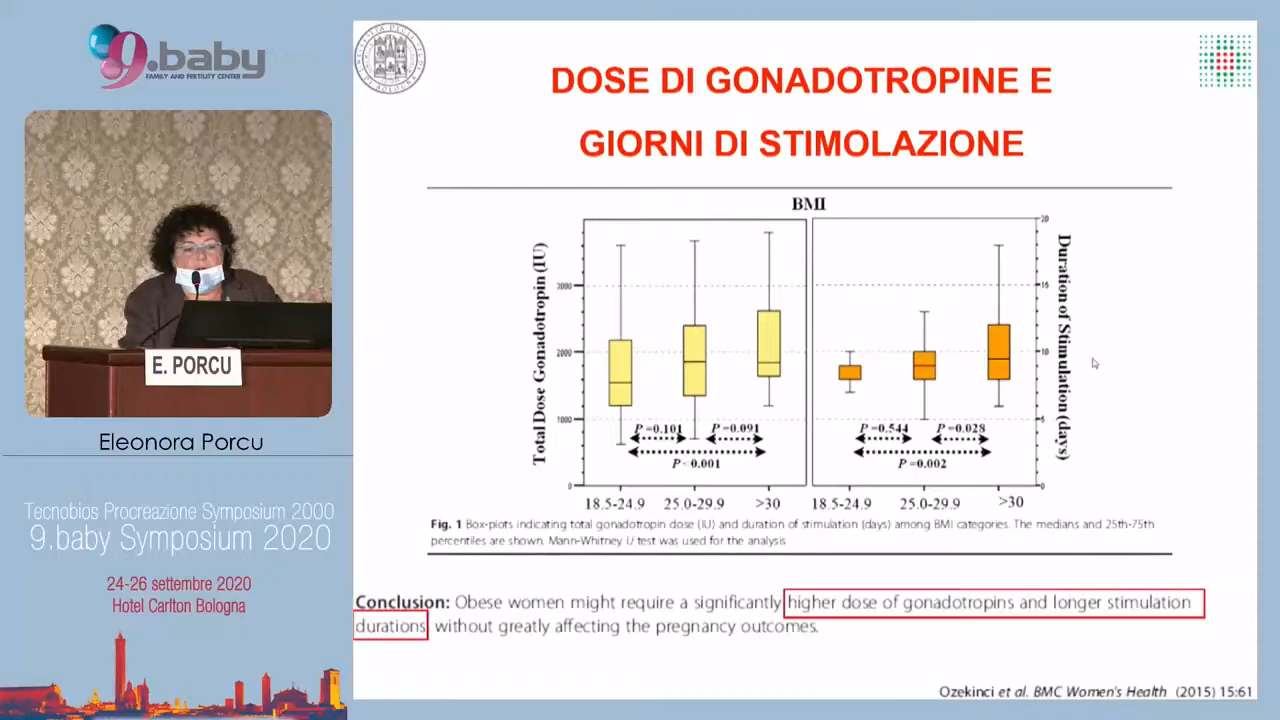 9.baby
FAMILY AND FERTILITY CENTER
E. PORCU
Eleonora Porcu
Tecnobios Procreazione Symposium 2000
9.baby Symposium 2020
24-26 settembre 2020
Hotel Carlton Bologna
DOSE DI GONADOTROPINE E
GIORNI DI STIMOLAZIONE
BMI
Total Dose Gonadotropin (IU)
3000
2000
1000
0
P =0.101
P =0.091
P ~0.001
18.5-24.9
25.0-29.9
>30
P =0.544
P =0.028
P =0.002
18.5-24.9
25.0-29.9
>30
20
15
10
5
0
Duration of Stimulation (days)
Fig. 1 Box-plots indicating total gonadotropin dose (IU) and duration of stimulation (days) among BMI categories. The medians and 25th-75th
percentiles are shown. Mann-Whitney U test was used for the analysis
Conclusion: Obese women might require a significantly higher dose of gonadotropins and longer stimulation
durations without greatly affecting the pregnancy outcomes.
Ozekinci et al. BMC Women's Health (2015) 15:61